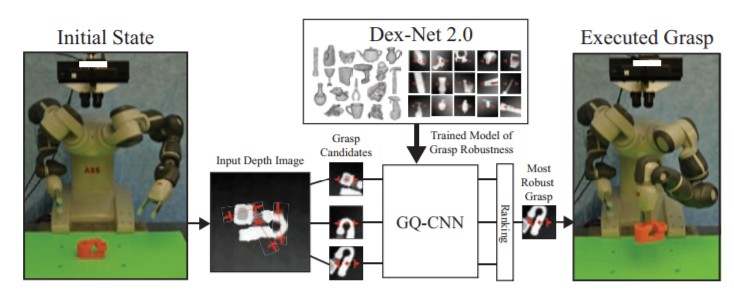 Initial State
Dex-Net 2.0
Executed Grasp
Trained Model of
Grasp Robustness
Grasp
Candidates
Input Depth Image
Most
Robust
Grasp
GQ-CNN
Ranking
ABB